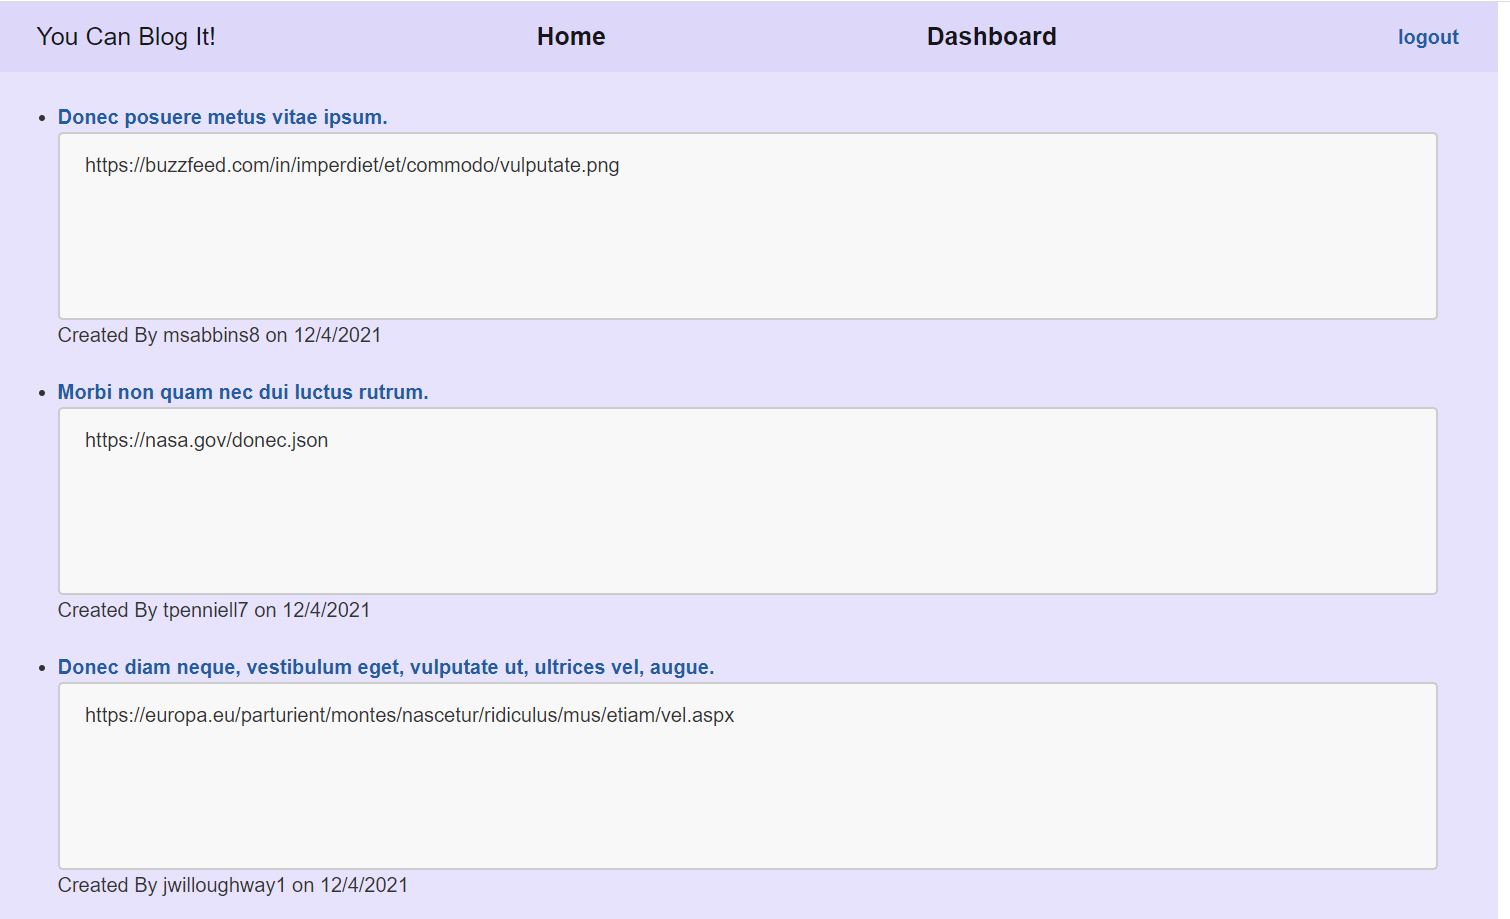 You Can Blog It! Home Dashboard logout
Donec posuere metus vitae ipsum.
https://buzzfeed.com/in/imperdiet/et/commodo/vulputate.png
Created By msabbins8 on 12/4/2021
Morbi non quam nec dui luctus rutrum.
https://nasa.gov/donec.json
Created By tpenniell7 on 12/4/2021
Donec diam neque, vestibulum eget, vulputate ut, ultrices vel, augue.
https://europa.eu/parturient/montes/nascetur/ridiculus/mus/etiam/vel.aspx
Created By jwilloughway1 on 12/4/2021